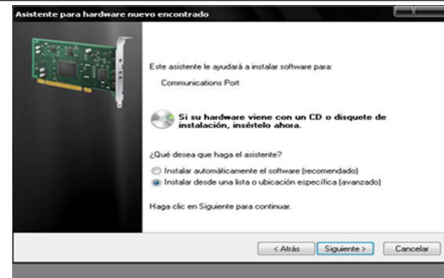 Asistente para hardware nuevo encontrado
Este asistente le ayudará a instalar software para:
Communications Port
Si su hardware viene con un CD o disquete de
instalación, insértelo ahora.
¿Qué desea que haga el asistente?
Instalar automáticamente el software (recomendado)
Instalar desde una lista o ubicación específica (avanzado)
Haga clic en Siguiente para continuar.
< Atrás
Siguiente >
Cancelar